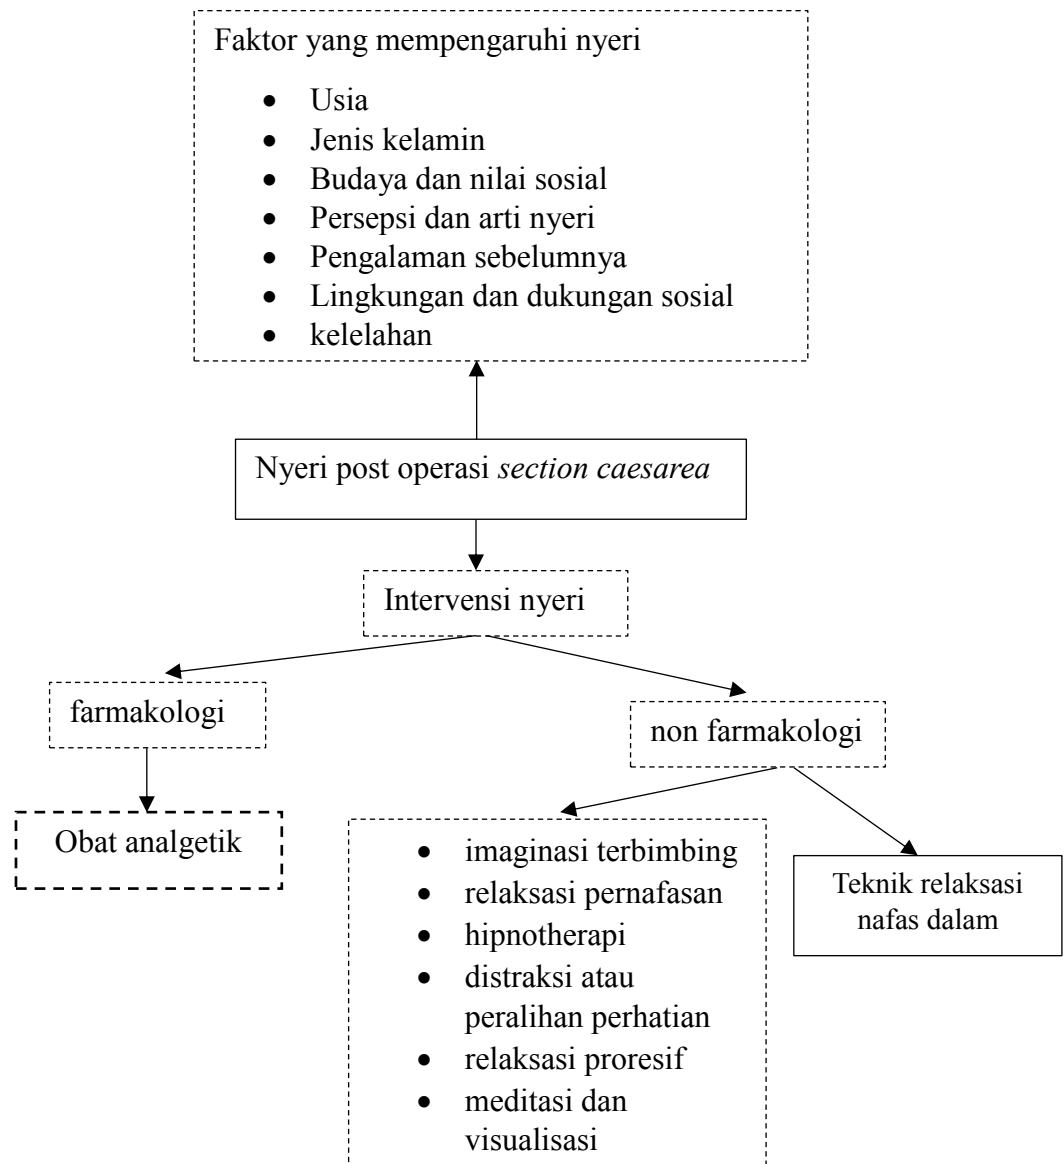 Faktor yang mempengaruhi nyeri
• Usia
• Jenis kelamin
• Budaya dan nilai sosial
• Persepsi dan arti nyeri
• Pengalaman sebelumnya
• Lingkungan dan dukungan sosial
• kelelahan
Nyeri post operasi section caesarea
Intervensi nyeri
farmakologi
non farmakologi
Obat analgetik
• imaginasi terbimbing
• relaksasi pernafasan
• hipnotherapi
• distraksi atau
peralihan perhatian
• relaksasi proresif
• meditasi dan
visualisasi
Teknik relaksasi
nafas dalam